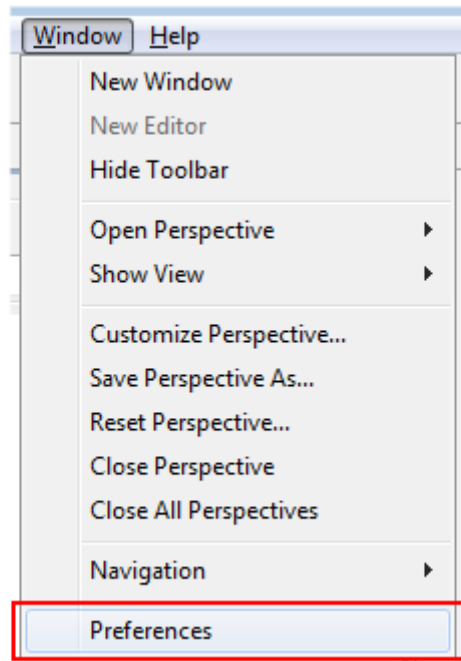 Window Help
New Window
New Editor
Hide Toolbar
Open Perspective
Show View
Customize Perspective...
Save Perspective As...
Reset Perspective...
Close Perspective
Close All Perspectives
Navigation
Preferences